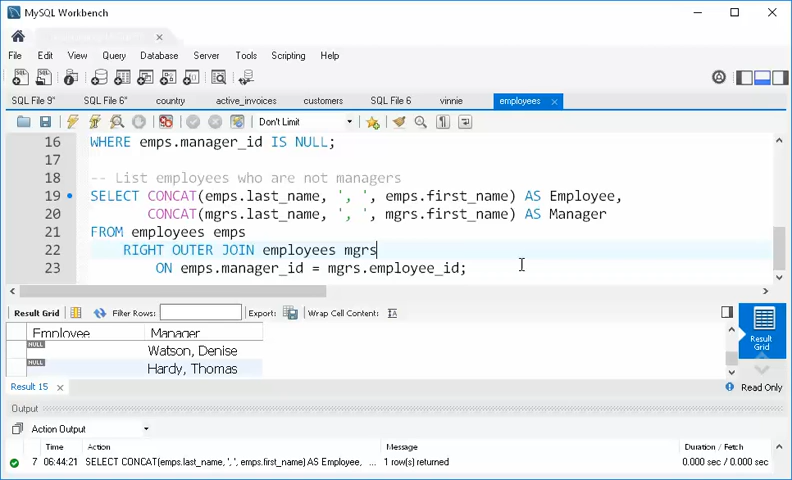 MySQL Workbench
File Edit View Query Database Server Tools Scripting Help
SQL File 9* SQL File 6* country active_invoices customers SQL File 6 vinnie employees
Don't Limit
16 WHERE emps.manager_id IS NULL;
17
18 -- List employees who are not managers
19 SELECT CONCAT(emps.last_name, ', ', emps.first_name) AS Employee,
20 CONCAT(mgrs.last_name, ', ', mgrs.first_name) AS Manager
21 FROM employees emps
22 RIGHT OUTER JOIN employees mgrs
23 ON emps.manager_id = mgrs.employee_id;
Result Grid Filter Rows: Export: Wrap Cell Content:
Employee Manager
NULL Watson, Denise
NULL Hardy, Thomas
Result Grid
Result 15 Read Only
Output
Action Output
Time Action Message Duration / Fetch
7 06:44:21 SELECT CONCAT(emps.last_name, ', ', emps.first_name) AS Employee, ... 1 row(s) returned 0.000 sec / 0.000 sec